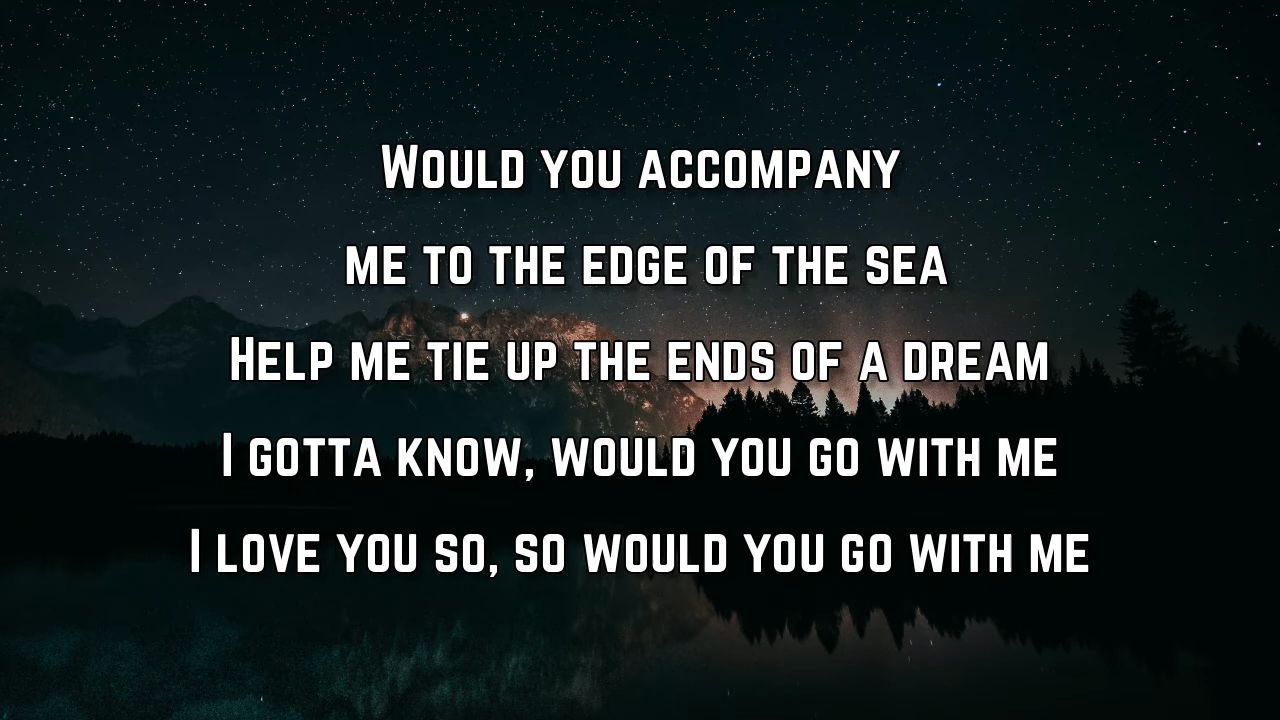 Would you accompany
me to the edge of the sea
Help me tie up the ends of a dream
I gotta know, would you go with me
I love you so, so would you go with me